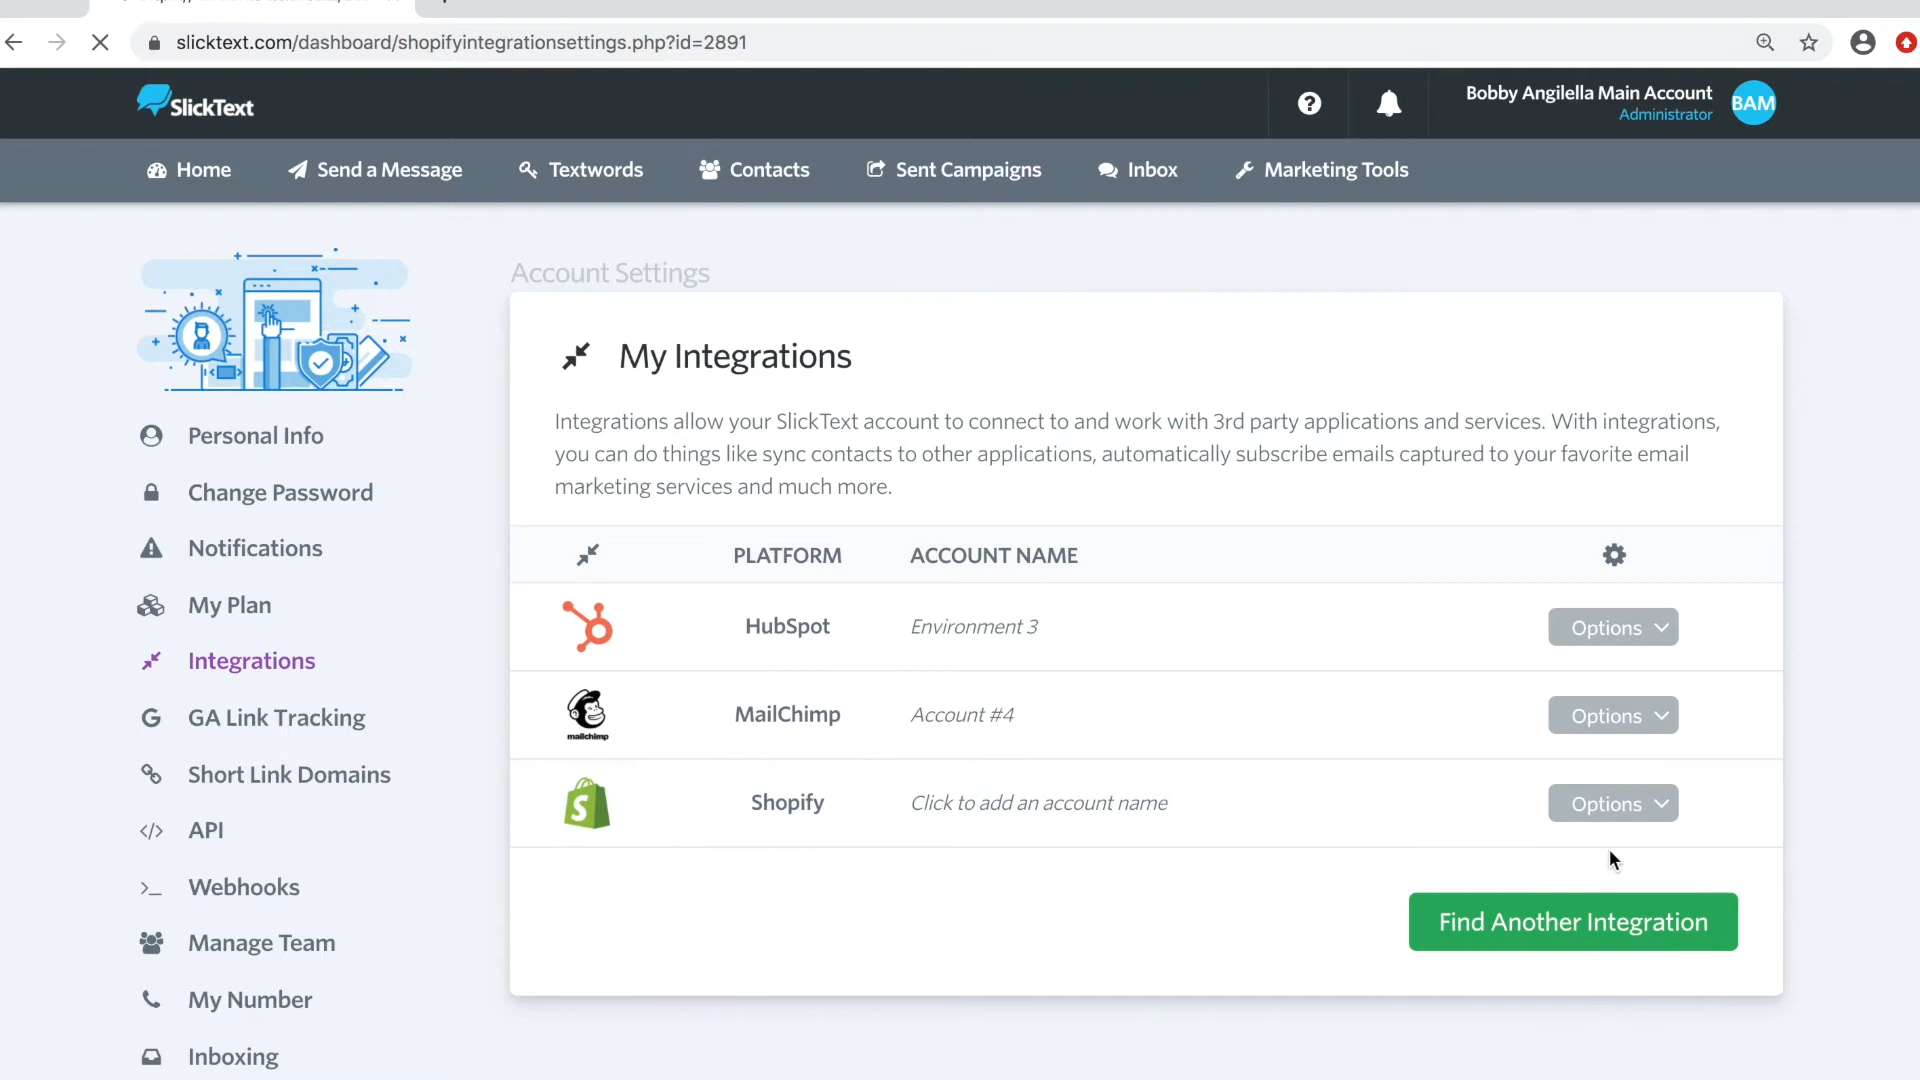 slicktext.com/dashboard/shopifyintegrationsettings.php?id=2891
SlickText
Bobby Angilella Main Account
Administrator
BAM
Home
Send a Message
Textwords
Contacts
Sent Campaigns
Inbox
Marketing Tools
Account Settings
My Integrations
Integrations allow your SlickText account to connect to and work with 3rd party applications and services. With integrations,
you can do things like sync contacts to other applications, automatically subscribe emails captured to your favorite email
marketing services and much more.
PLATFORM
ACCOUNT NAME
HubSpot
Environment 3
Options
mailchimp
MailChimp
Account #4
Options
Shopify
Click to add an account name
Options
Find Another Integration
Personal Info
Change Password
Notifications
My Plan
Integrations
GA Link Tracking
Short Link Domains
API
Webhooks
Manage Team
My Number
Inboxing